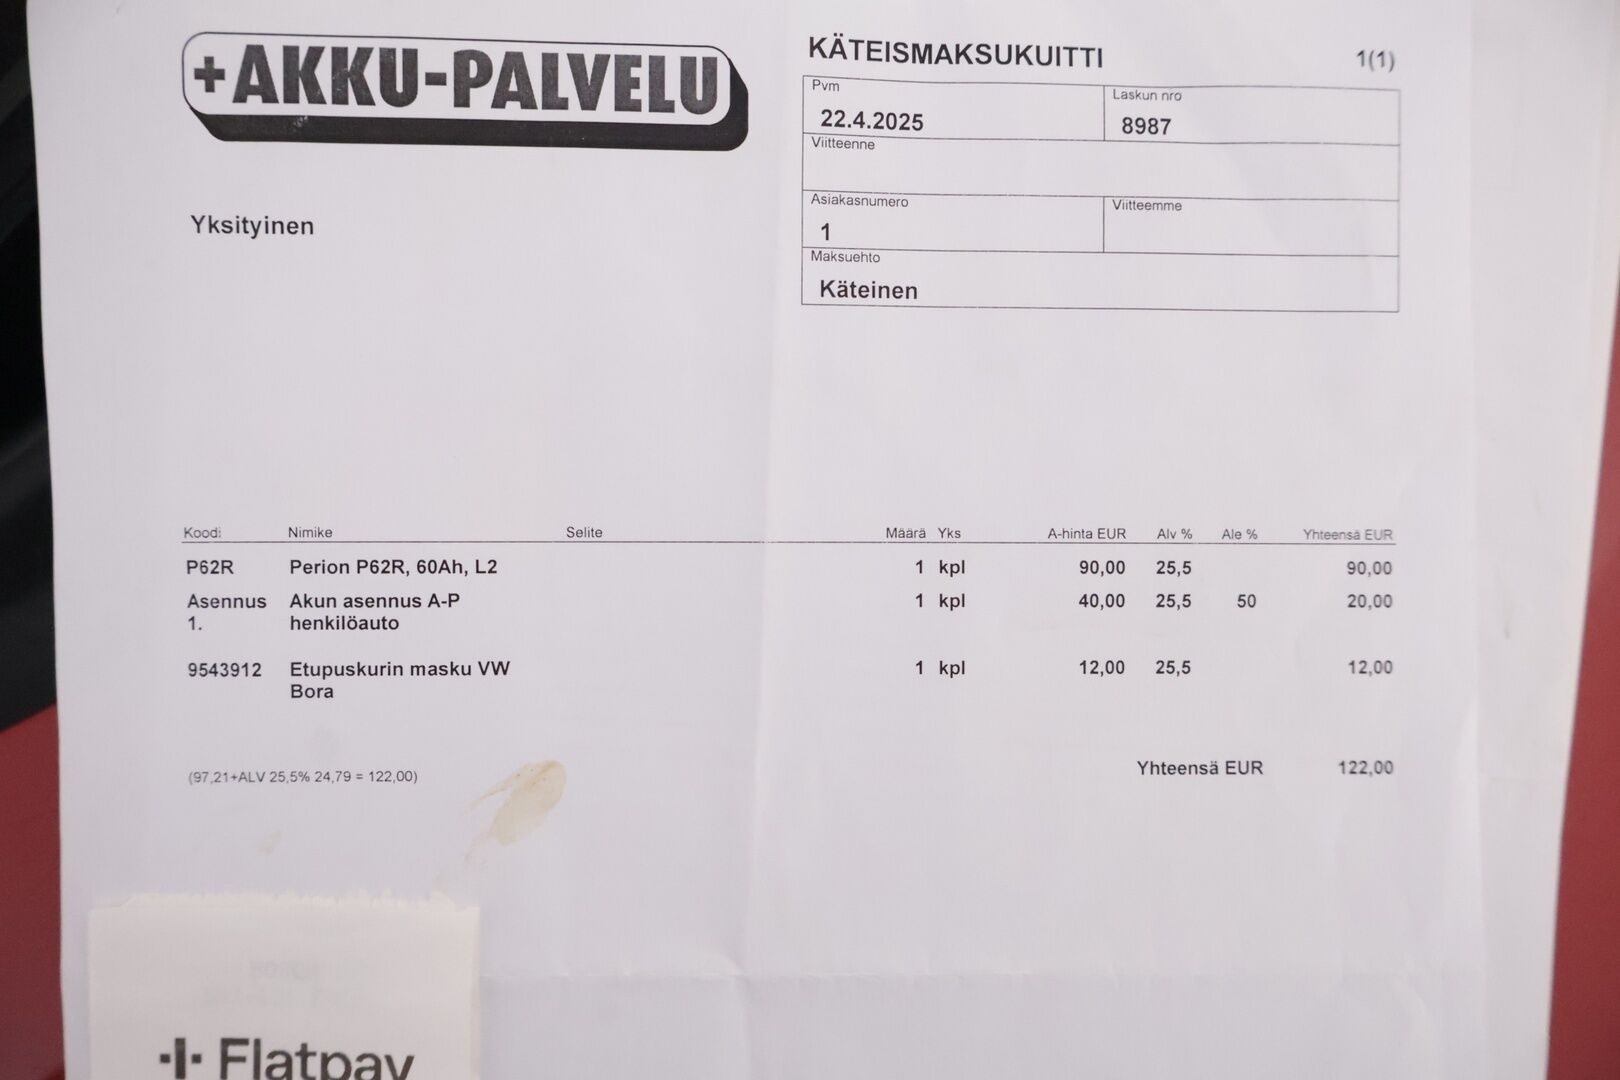 +AKKU-PALVELU
KÄTEISMAKSUKUITTI
1(1)
Pvm
22.4.2025
Laskun nro
8987
Viitteenne
Asiakasnumero
1
Viitteemme
Maksuehto
Käteinen
Yksityinen
Koodi Nimike Selite Määrä Yks A-hinta EUR Alv % Ale % Yhteensä EUR
P62R Perion P62R, 60Ah, L2 1 kpl 90,00 25,5 90,00
Asennus Akun asennus A-P 1 kpl 40,00 25,5 50 20,00
1. henkilöauto
9543912 Etupuskurin masku VW 1 kpl 12,00 25,5 12,00
Bora
Yhteensä EUR 122,00
(97,21+ALV 25,5% 24,79 = 122,00)
Flatpay